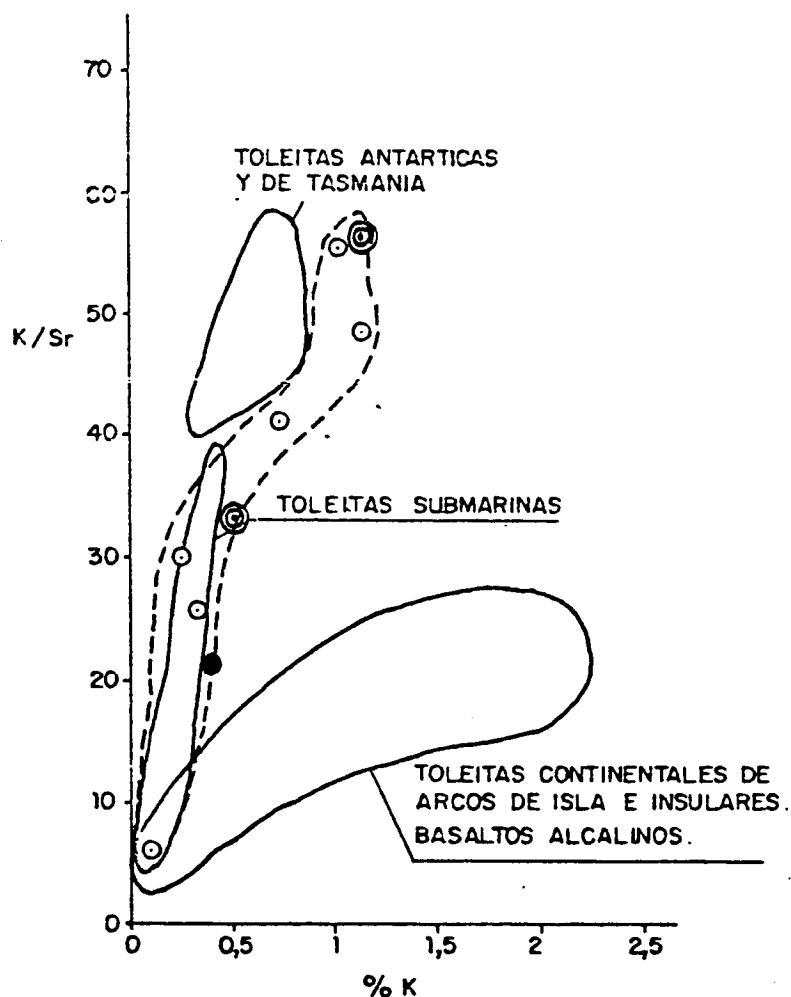 70
TOLEITAS ANTARTICAS
Y DE TASMANIA
60
50
K/Sr
40
TOLEITAS SUBMARINAS
30
20
TOLEITAS CONTINENTALES DE
ARCOS DE ISLA E INSULARES.
BASALTOS ALCALINOS.
10
0
0 0,5 1 1,5 2 2,5
% K